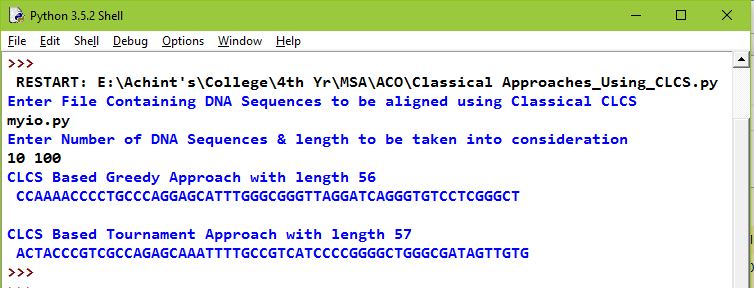 Python 3.5.2 Shell
File Edit Shell Debug Options Window Help
>>>
RESTART: E:\Achint's\College\4th Yr\MSA\ACO\Classical Approaches_Using_CLCS.py
Enter File Containing DNA Sequences to be aligned using Classical CLCS
myio.py
Enter Number of DNA Sequences & length to be taken into consideration
10 100
CLCS Based Greedy Approach with length 56
CCAAAACCCCTGCCCAGGAGCATTTGGGCGGGTTAGGATCAGGGTGTCCTCGGGCT
CLCS Based Tournament Approach with length 57
ACTACCCGTCGCCAGAGCAAATTTTGCCGTCATCCCCGGGGCTGGGCGATAGTTGTG
>>>